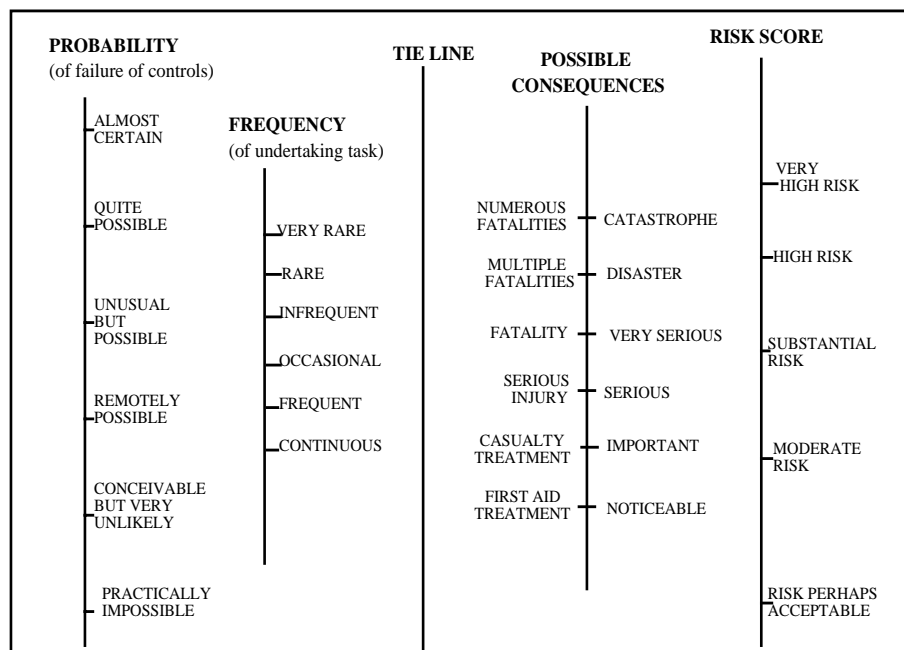 PROBABILITY
(of failure of controls)
ALMOST
CERTAIN
QUITE
POSSIBLE
UNUSUAL
BUT
POSSIBLE
REMOTELY
POSSIBLE
CONCEIVABLE
BUT VERY
UNLIKELY
PRACTICALLY
IMPOSSIBLE
FREQUENCY
(of undertaking task)
VERY RARE
RARE
INFREQUENT
OCCASIONAL
FREQUENT
CONTINUOUS
TIE LINE
POSSIBLE
CONSEQUENCES
NUMEROUS
FATALITIES
CATASTROPHE
MULTIPLE
FATALITIES
DISASTER
FATALITY
VERY SERIOUS
SERIOUS
INJURY
SERIOUS
CASUALTY
TREATMENT
IMPORTANT
FIRST AID
TREATMENT
NOTICEABLE
RISK SCORE
VERY
HIGH RISK
HIGH RISK
SUBSTANTIAL
RISK
MODERATE
RISK
RISK PERHAPS
ACCEPTABLE